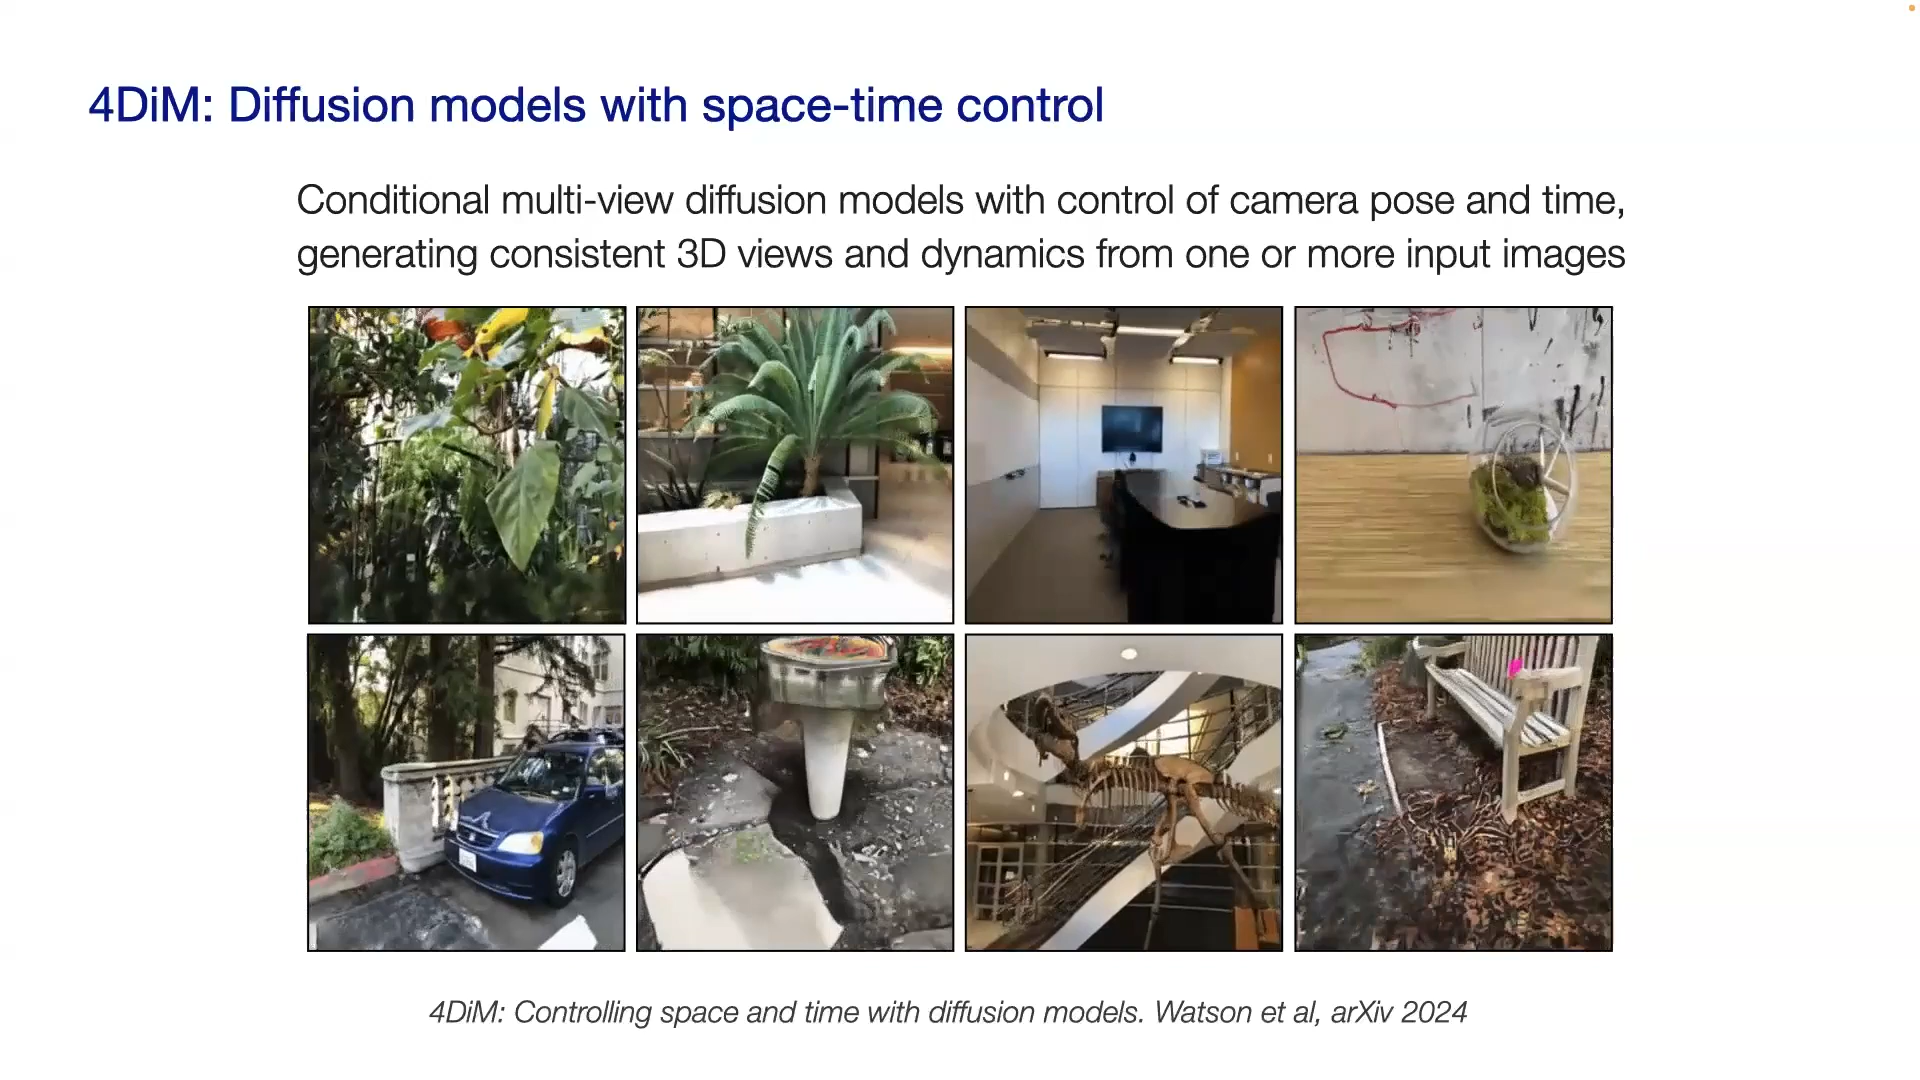 4DiM: Diffusion models with space-time control
Conditional multi-view diffusion models with control of camera pose and time,
generating consistent 3D views and dynamics from one or more input images
4DiM: Controlling space and time with diffusion models. Watson et al, arXiv 2024